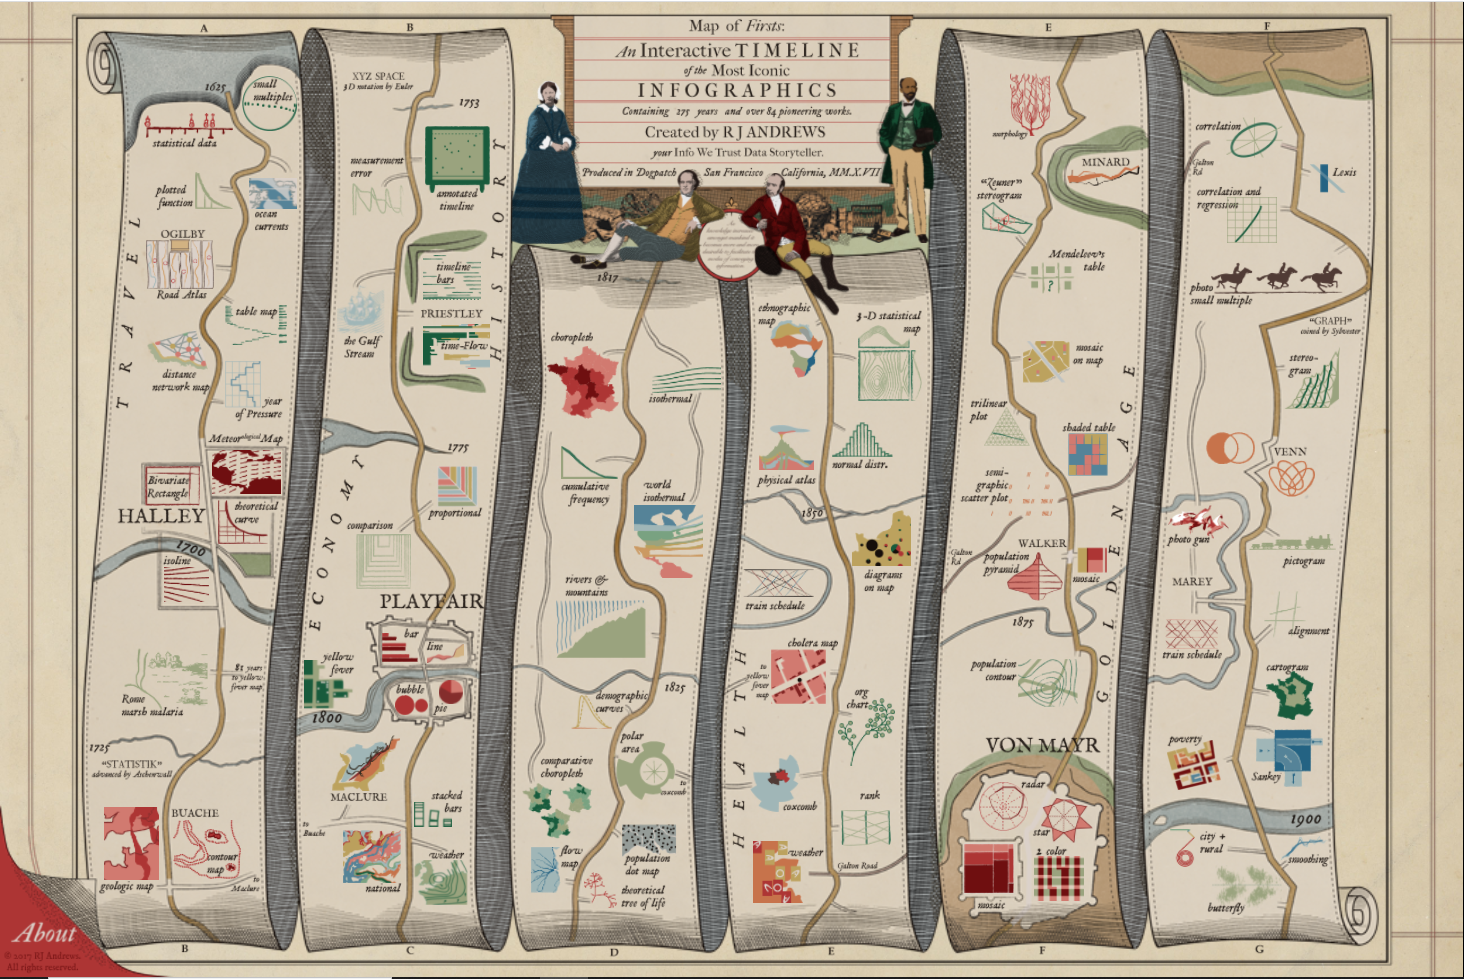 Map of Firsts:
An Interactive TIMELINE
of the Most Iconic
INFOGRAPHICS
Containing 275 years and over 84 pioneering works.
Created by R J ANDREWS
your Info We Trust Data Storyteller.
Produced in Dogpatch San Francisco California, MM.X.VII
A
1625
small
multiples
statistical data
plotted
function
ocean
currents
OGILBY
Road Atlas
TRAVEL
table map
distance
network map
year
of Pressure
Meteorological Map
Bivariate
Rectangle
HALLEY
theoretical
curve
1700
isoline
Rome
marsh malaria
83 years
to yellow
fever map
1725
"STATISTIK"
advanced by Aschenwall
BUACHE
contour
map
geologic map
to
Maclure
B
B
XYZ SPACE
3D notation by Euler
1753
measurement
error
annotated
timeline
HISTORY
timeline
bars
the Gulf
Stream
PRIESTLEY
time-Flow
1775
ECONOMY
proportional
comparison
PLAYFAIR
bar
line
yellow
fever
bubble
pie
1800
MACLURE
stacked
bars
to
Buache
national
weather
C
1817
choropleth
isothermal
cumulative
frequency
world
isothermal
rivers &
mountains
1825
demographic
curves
polar
area
to
coxcomb
comparative
choropleth
flow
map
population
dot map
theoretical
tree of life
D
ethnographic
map
3-D statistical
map
physical atlas
normal distr.
1850
diagrams
on map
train schedule
HEALTH
cholera map
to
yellow
fever
map
org
chart
coxcomb
rank
weather
Galton Road
E
E
morphology
MINARD
"Zeuner"
stereogram
Mendeleev's
table
?
mosaic
on map
trilinear
plot
shaded table
semi-
graphic
scatter plot
GOLDEN AGE
Galton
Rd
WALKER
population
pyramid
mosaic
1875
population
contour
VON MAYR
radar
star
2 color
mosaic
F
F
correlation
Galton
Rd
Lexis
correlation and
regression
photo
small multiple
"GRAPH"
coined by Sylvester
stereo-
gram
VENN
photo gun
pictogram
MAREY
alignment
train schedule
cartogram
poverty
Sankey
1900
city +
rural
smoothing
butterfly
G
About
© 2017 RJ Andrews.
All rights reserved.